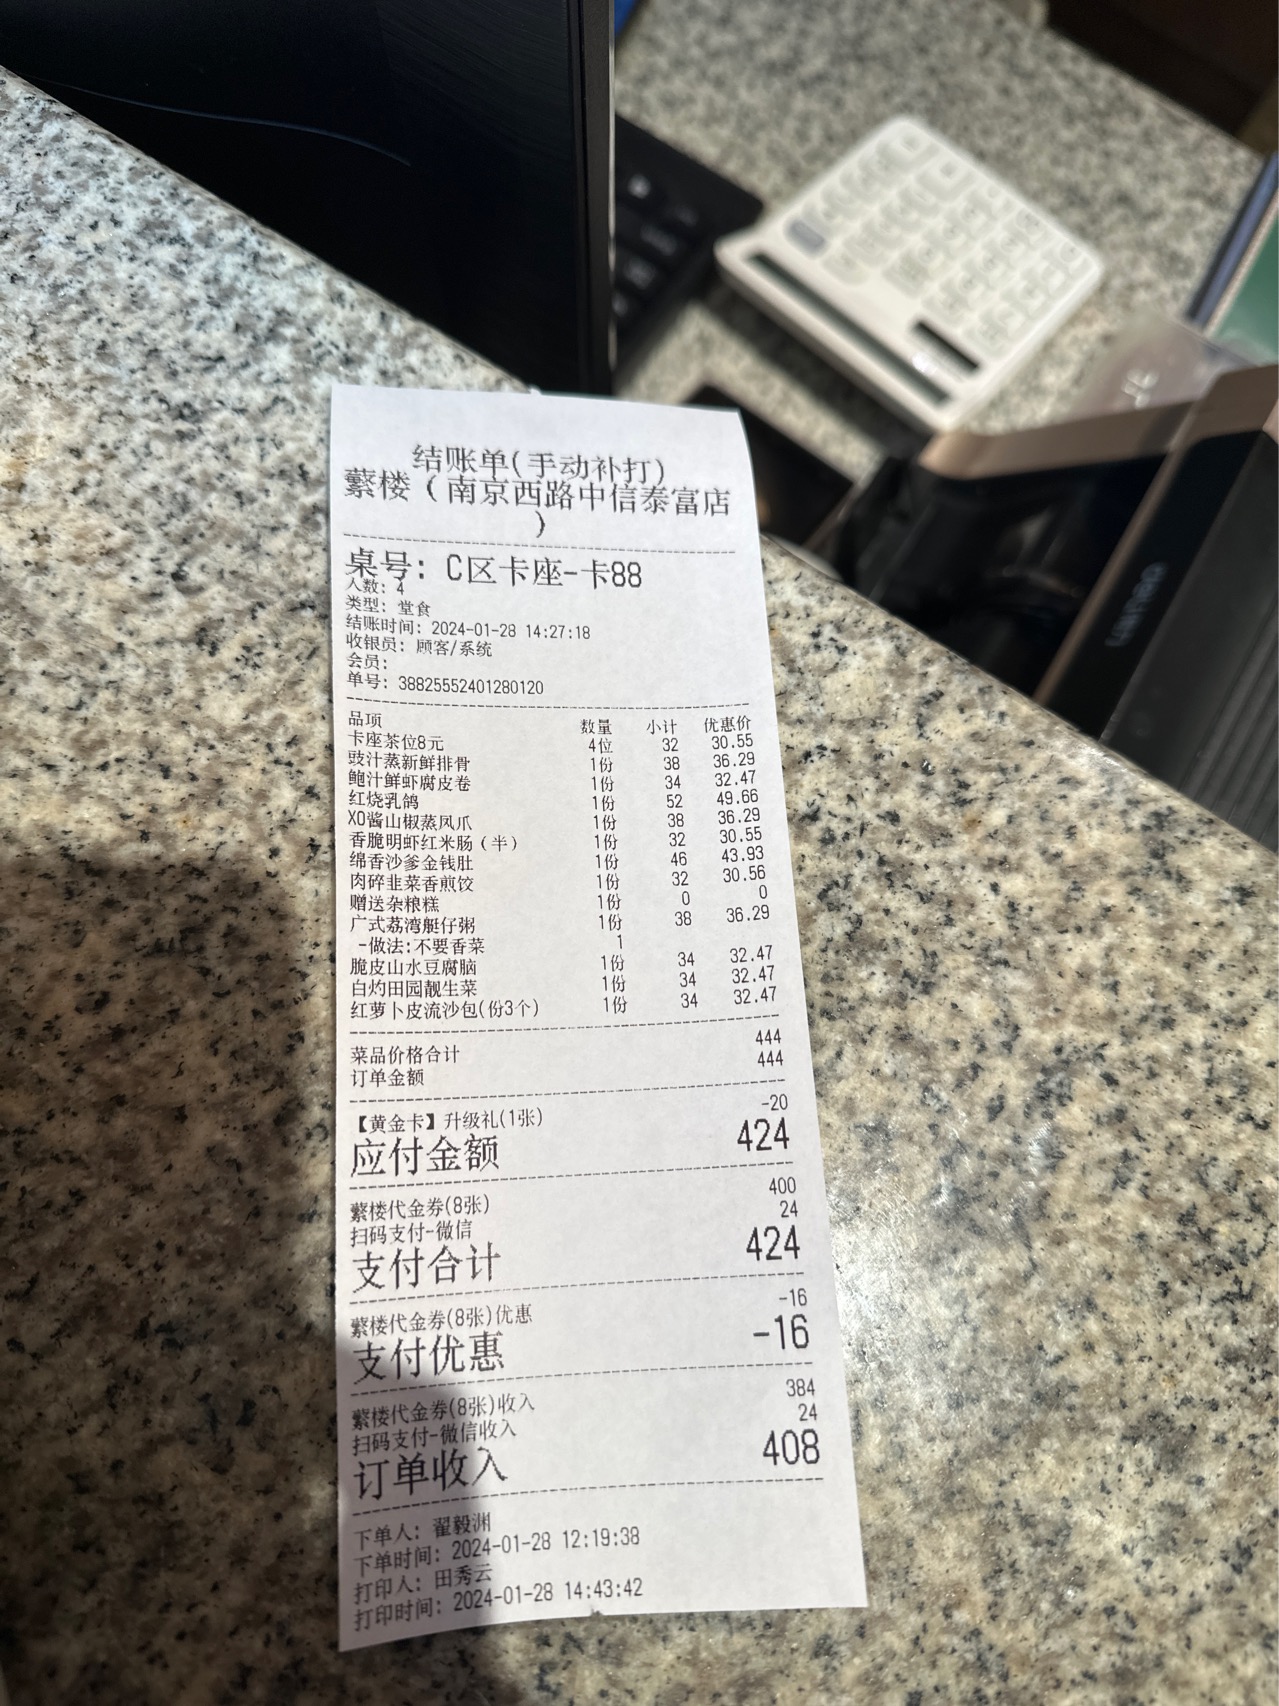 结账单(手动补打)
蘩楼（南京西路中信泰富店
）
桌号: C区卡座-卡88
人数: 4
类型: 堂食
结账时间: 2024-01-28 14:27:18
收银员: 顾客/系统
会员:
单号: 38825552401280120
品项 数量 小计 优惠价
卡座茶位8元 4位 32 30.55
豉汁蒸新鲜排骨 1份 38 36.29
鲍汁鲜虾腐皮卷 1份 34 32.47
红烧乳鸽 1份 52 49.66
XO酱山椒蒸凤爪 1份 38 36.29
香脆明虾红米肠（半） 1份 32 30.55
绵香沙爹金钱肚 1份 46 43.93
肉碎韭菜香煎饺 1份 32 30.56
赠送杂粮糕 1份 0 0
广式荔湾艇仔粥 1份 38 36.29
-做法:不要香菜 1
脆皮山水豆腐脑 1份 34 32.47
白灼田园靓生菜 1份 34 32.47
红萝卜皮流沙包(份3个) 1份 34 32.47
菜品价格合计 444
订单金额 444
【黄金卡】升级礼(1张) -20
应付金额 424
蘩楼代金券(8张) 400
扫码支付-微信 24
支付合计 424
蘩楼代金券(8张)优惠 -16
支付优惠 -16
蘩楼代金券(8张)收入 384
扫码支付-微信收入 24
订单收入 408
下单人: 翟毅渊
下单时间: 2024-01-28 12:19:38
打印人: 田秀云
打印时间: 2024-01-28 14:43:42